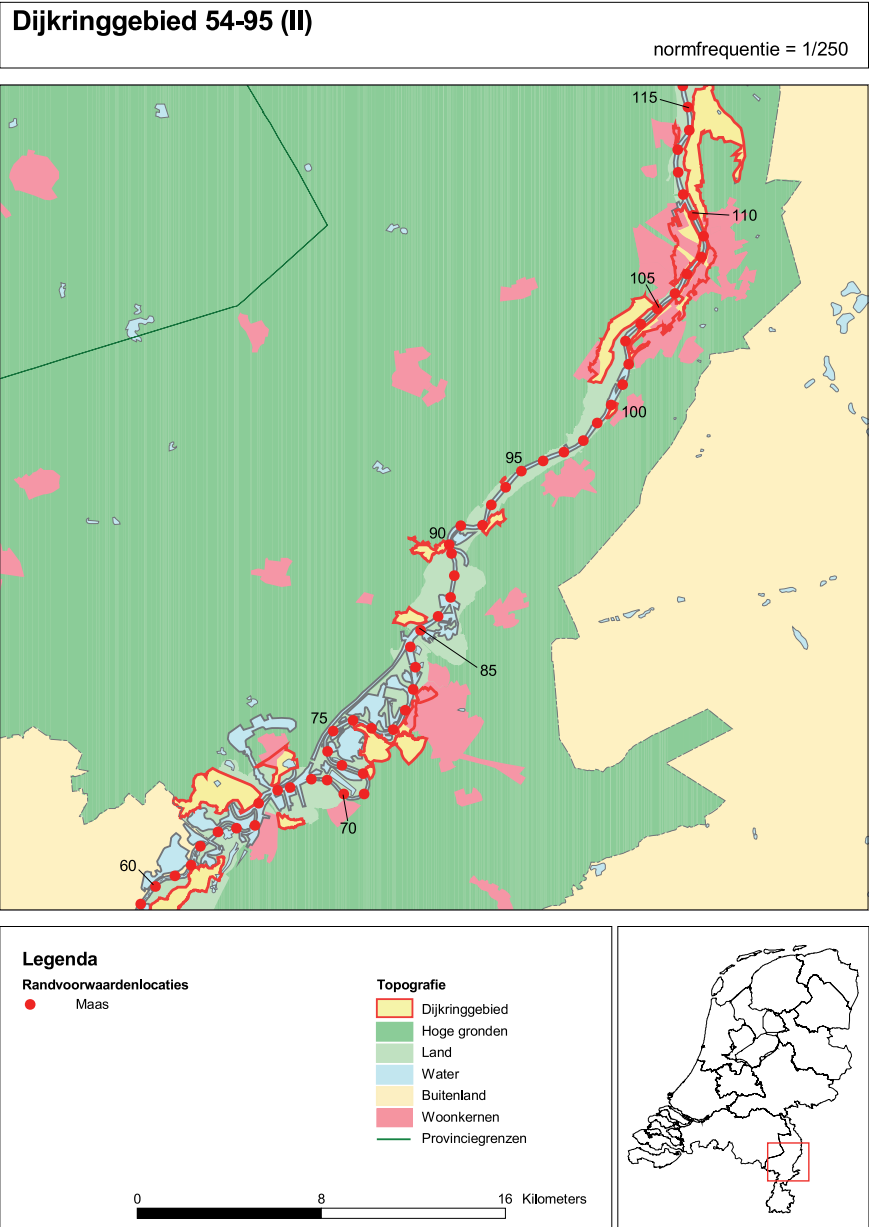 Dijkringgebied 54-95 (II)
normfrequentie = 1/250
115
110
105
100
95
90
85
75
70
60
Legenda
Randvoorwaardenlocaties
Maas
Topografie
Dijkringgebied
Hoge gronden
Land
Water
Buitenland
Woonkernen
Provinciegrenzen
0 8 16 Kilometers